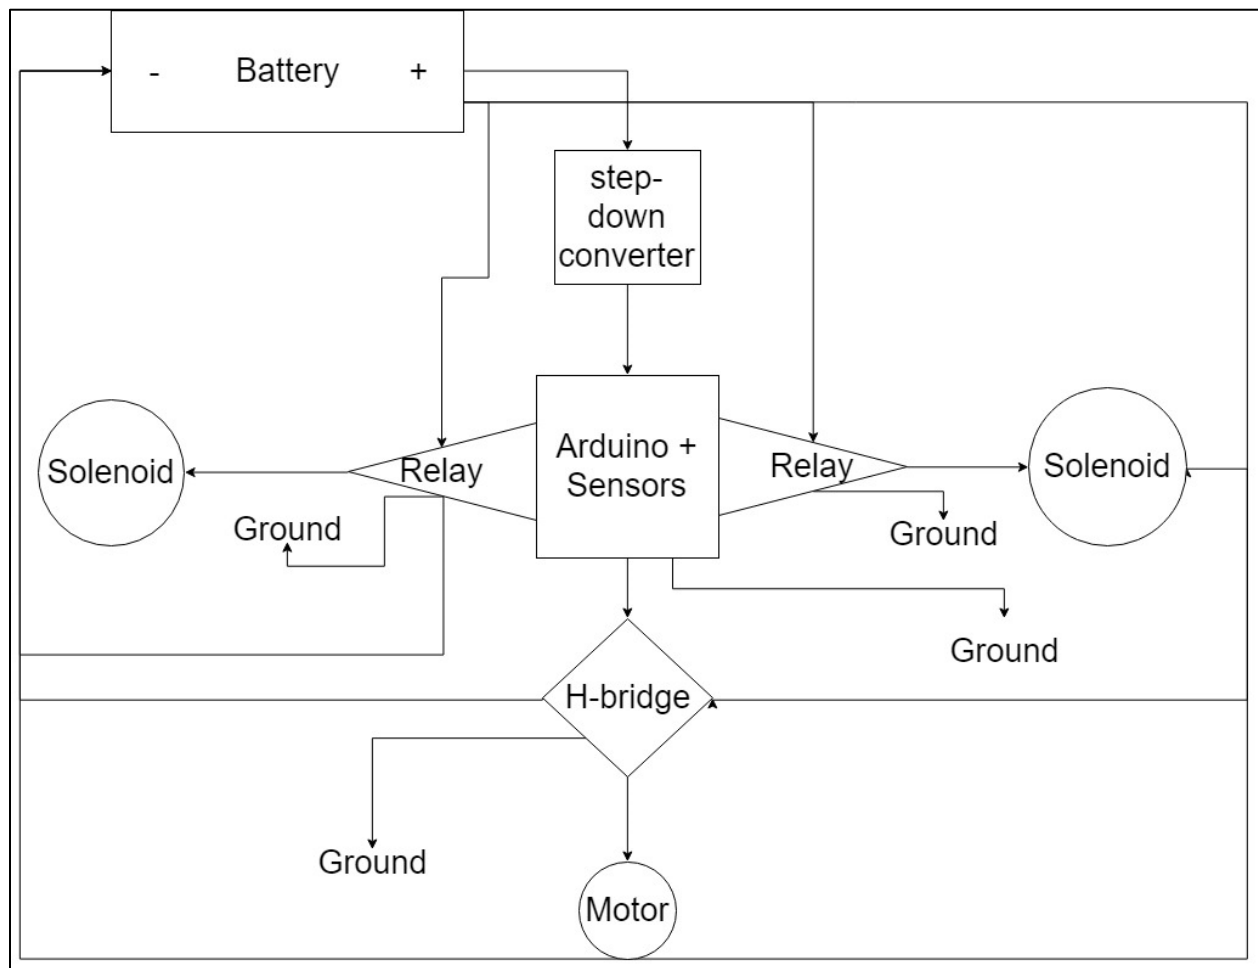 - Battery +
step-
down
converter
Solenoid
Relay
Arduino +
Sensors
Relay
Solenoid
Ground
Ground
Ground
H-bridge
Ground
Motor